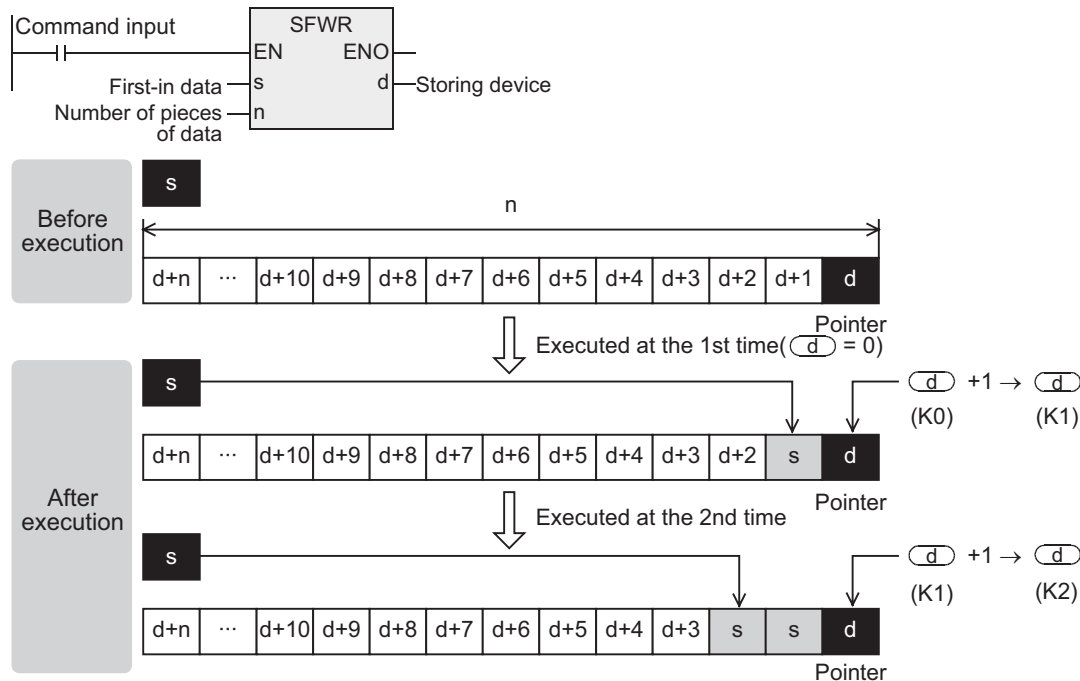 Command input
SFWR
EN ENO
First-in data s d Storing device
Number of pieces n
of data
s
Before
execution
n
d+n ... d+10 d+9 d+8 d+7 d+6 d+5 d+4 d+3 d+2 d+1 d
Pointer
Executed at the 1st time( d = 0)
s
d +1 → d
(K0) (K1)
d+n ... d+10 d+9 d+8 d+7 d+6 d+5 d+4 d+3 d+2 s d
Pointer
After
execution
Executed at the 2nd time
s
d +1 → d
(K1) (K2)
d+n ... d+10 d+9 d+8 d+7 d+6 d+5 d+4 d+3 s s d
Pointer